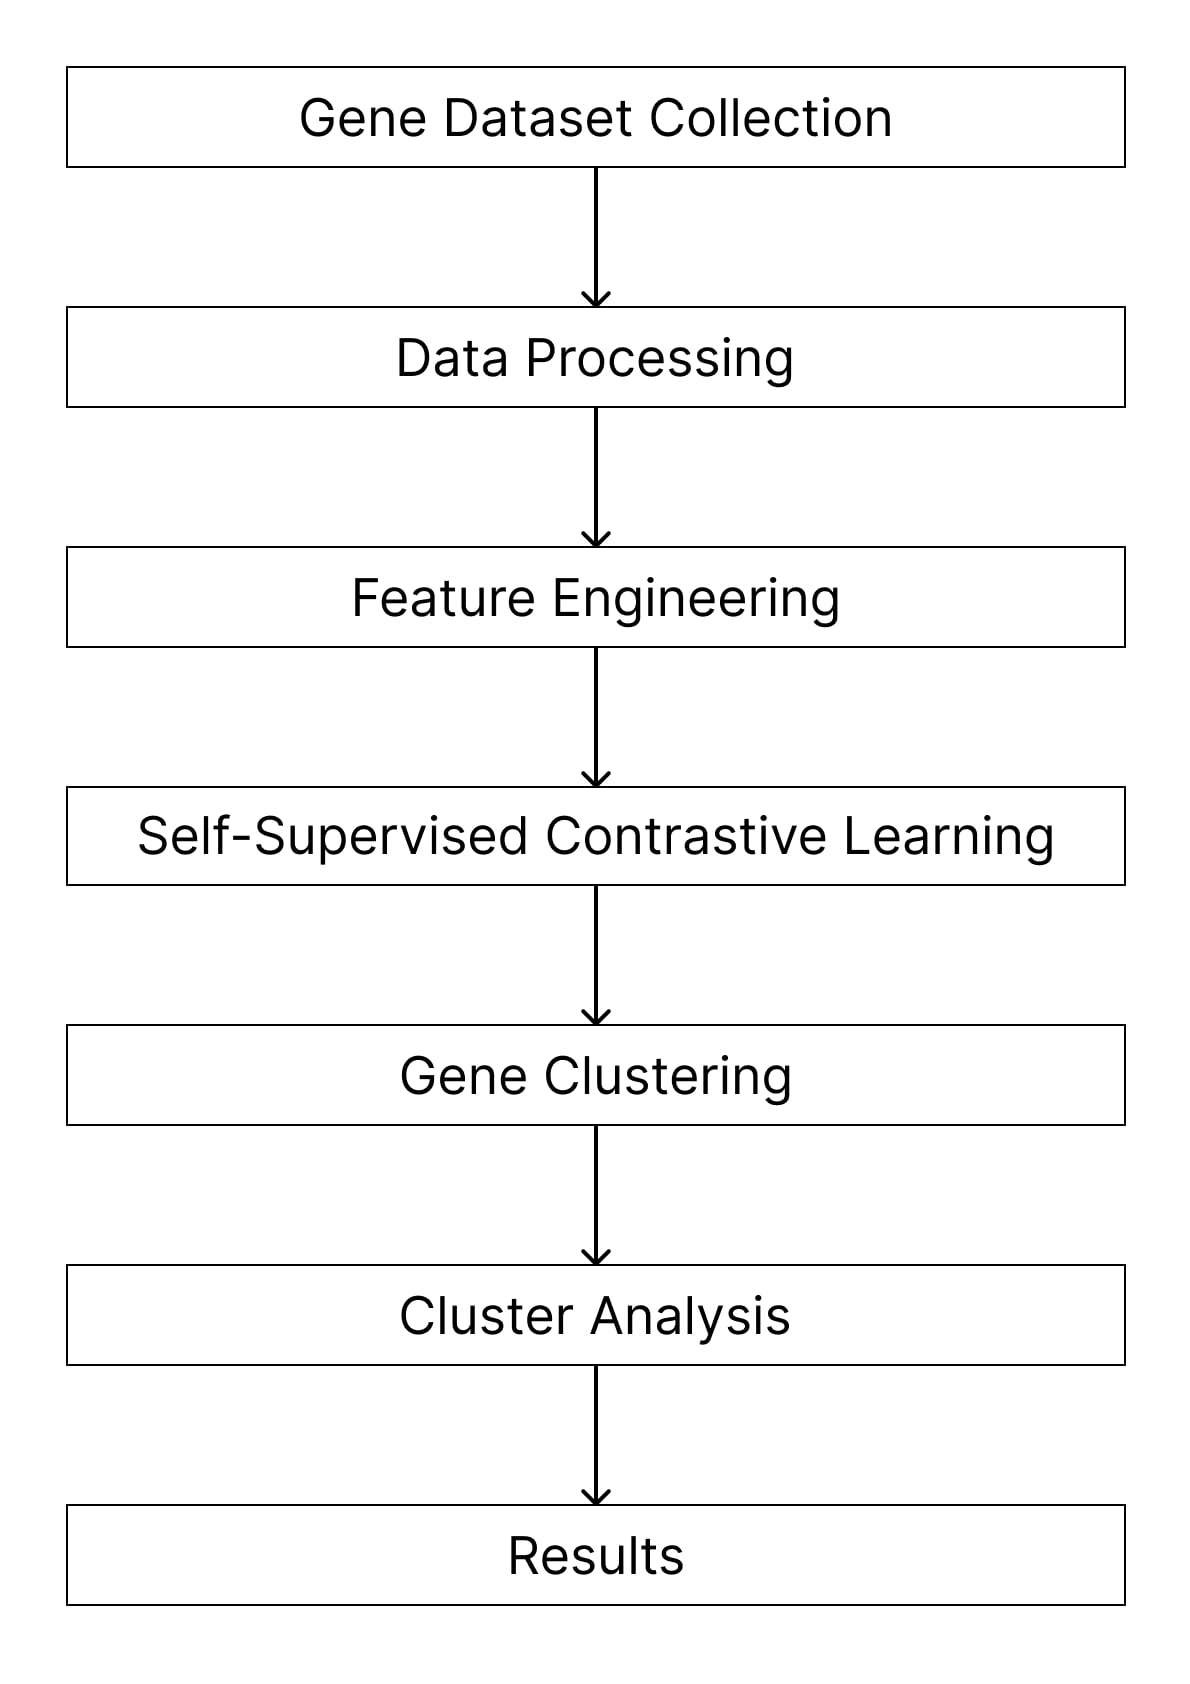 Gene Dataset Collection
Data Processing
Feature Engineering
Self-Supervised Contrastive Learning
Gene Clustering
Cluster Analysis
Results